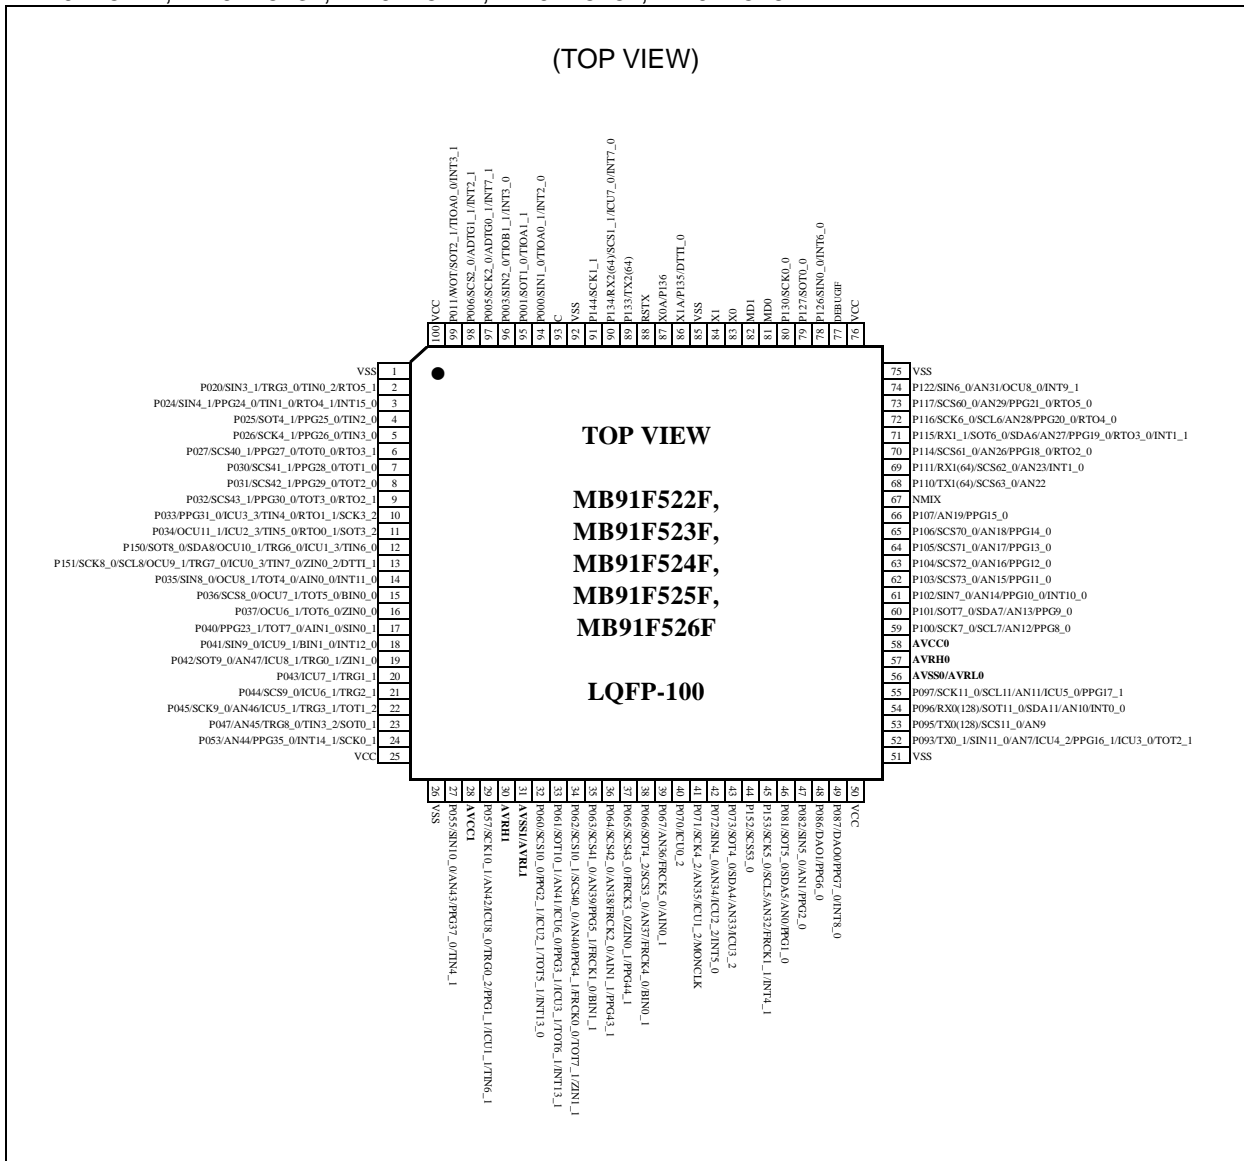 (TOP VIEW)
100 VCC
99 P011/WOT/SOT2_1/TIOA0_0/INT3_1
98 P006/SCS2_0/ADTG1_1/INT2_1
97 P005/SCK2_0/ADTG0_1/INT7_1
96 P003/SIN2_0/TIOB1_1/INT3_0
95 P001/SOT1_0/TIOA1_1
94 P000/SIN1_0/TIOA0_1/INT2_0
93 C
92 VSS
91 P144/SCK1_1
90 P134/RX2(64)/SCS1_1/ICU7_0/INT7_0
89 P133/TX2(64)
88 RSTX
87 X0A/P136
86 X1A/P135/DTTI_0
85 VSS
84 X1
83 X0
82 MD1
81 MD0
80 P130/SCK0_0
79 P127/SOT0_0
78 P126/SIN0_0/INT6_0
77 DEBUGIF
76 VCC
VSS 1
P020/SIN3_1/TRG3_0/TIN0_2/RTO5_1 2
P024/SIN4_1/PPG24_0/TIN1_0/RTO4_1/INT15_0 3
P025/SOT4_1/PPG25_0/TIN2_0 4
P026/SCK4_1/PPG26_0/TIN3_0 5
P027/SCS40_1/PPG27_0/TOT0_0/RTO3_1 6
P030/SCS41_1/PPG28_0/TOT1_0 7
P031/SCS42_1/PPG29_0/TOT2_0 8
P032/SCS43_1/PPG30_0/TOT3_0/RTO2_1 9
P033/PPG31_0/ICU3_3/TIN4_0/RTO1_1/SCK3_2 10
P034/OCU11_1/ICU2_3/TIN5_0/RTO0_1/SOT3_2 11
P150/SOT8_0/SDA8/OCU10_1/TRG6_0/ICU1_3/TIN6_0 12
P151/SCK8_0/SCL8/OCU9_1/TRG7_0/ICU0_3/TIN7_0/ZIN0_2/DTTI_1 13
P035/SIN8_0/OCU8_1/TOT4_0/AIN0_0/INT11_0 14
P036/SCS8_0/OCU7_1/TOT5_0/BIN0_0 15
P037/OCU6_1/TOT6_0/ZIN0_0 16
P040/PPG23_1/TOT7_0/AIN1_0/SIN0_1 17
P041/SIN9_0/ICU9_1/BIN1_0/INT12_0 18
P042/SOT9_0/AN47/ICU8_1/TRG0_1/ZIN1_0 19
P043/ICU7_1/TRG1_1 20
P044/SCS9_0/ICU6_1/TRG2_1 21
P045/SCK9_0/AN46/ICU5_1/TRG3_1/TOT1_2 22
P047/AN45/TRG8_0/TIN3_2/SOT0_1 23
P053/AN44/PPG35_0/INT14_1/SCK0_1 24
VCC 25
TOP VIEW
MB91F522F,
MB91F523F,
MB91F524F,
MB91F525F,
MB91F526F
LQFP-100
75 VSS
74 P122/SIN6_0/AN31/OCU8_0/INT9_1
73 P117/SCS60_0/AN29/PPG21_0/RTO5_0
72 P116/SCK6_0/SCL6/AN28/PPG20_0/RTO4_0
71 P115/RX1_1/SOT6_0/SDA6/AN27/PPG19_0/RTO3_0/INT1_1
70 P114/SCS61_0/AN26/PPG18_0/RTO2_0
69 P111/RX1(64)/SCS62_0/AN23/INT1_0
68 P110/TX1(64)/SCS63_0/AN22
67 NMIX
66 P107/AN19/PPG15_0
65 P106/SCS70_0/AN18/PPG14_0
64 P105/SCS71_0/AN17/PPG13_0
63 P104/SCS72_0/AN16/PPG12_0
62 P103/SCS73_0/AN15/PPG11_0
61 P102/SIN7_0/AN14/PPG10_0/INT10_0
60 P101/SOT7_0/SDA7/AN13/PPG9_0
59 P100/SCK7_0/SCL7/AN12/PPG8_0
58 AVCC0
57 AVRH0
56 AVSS0/AVRL0
55 P097/SCK11_0/SCL11/AN11/ICU5_0/PPG17_1
54 P096/RX0(128)/SOT11_0/SDA11/AN10/INT0_0
53 P095/TX0(128)/SCS11_0/AN9
52 P093/TX0_1/SIN11_0/AN7/ICU4_2/PPG16_1/ICU3_0/TOT2_1
51 VSS
26 VSS
27 P055/SIN10_0/AN43/PPG37_0/TIN4_1
28 AVCC1
29 P057/SCK10_1/AN42/ICU8_0/TRG0_2/PPG1_1/ICU1_1/TIN6_1
30 AVRH1
31 AVSS1/AVRL1
32 P060/SCS10_0/PPG2_1/ICU2_1/TOT5_1/INT13_0
33 P061/SOT10_1/AN41/ICU6_0/PPG3_1/ICU3_1/TOT6_1/INT13_1
34 P062/SCS10_1/SCS40_0/AN40/PPG4_1/FRCK0_0/TOT7_1/ZIN1_1
35 P063/SCS41_0/AN39/PPG5_1/FRCK1_0/BIN1_1
36 P064/SCS42_0/AN38/FRCK2_0/AIN1_1/PPG43_1
37 P065/SCS43_0/FRCK3_0/ZIN0_1/PPG44_1
38 P066/SOT4_2/SCS3_0/AN37/FRCK4_0/BIN0_1
39 P067/AN36/FRCK5_0/AIN0_1
40 P070/ICU0_2
41 P071/SCK4_2/AN35/ICU1_2/MONCLK
42 P072/SIN4_0/AN34/ICU2_2/INT5_0
43 P073/SOT4_0/SDA4/AN33/ICU3_2
44 P152/SCS53_0
45 P153/SCK5_0/SCL5/AN32/FRCK1_1/INT4_1
46 P081/SOT5_0/SDA5/AN0/PPG1_0
47 P082/SIN5_0/AN1/PPG2_0
48 P086/DAO1/PPG6_0
49 P087/DAO0/PPG7_0/INT8_0
50 VCC